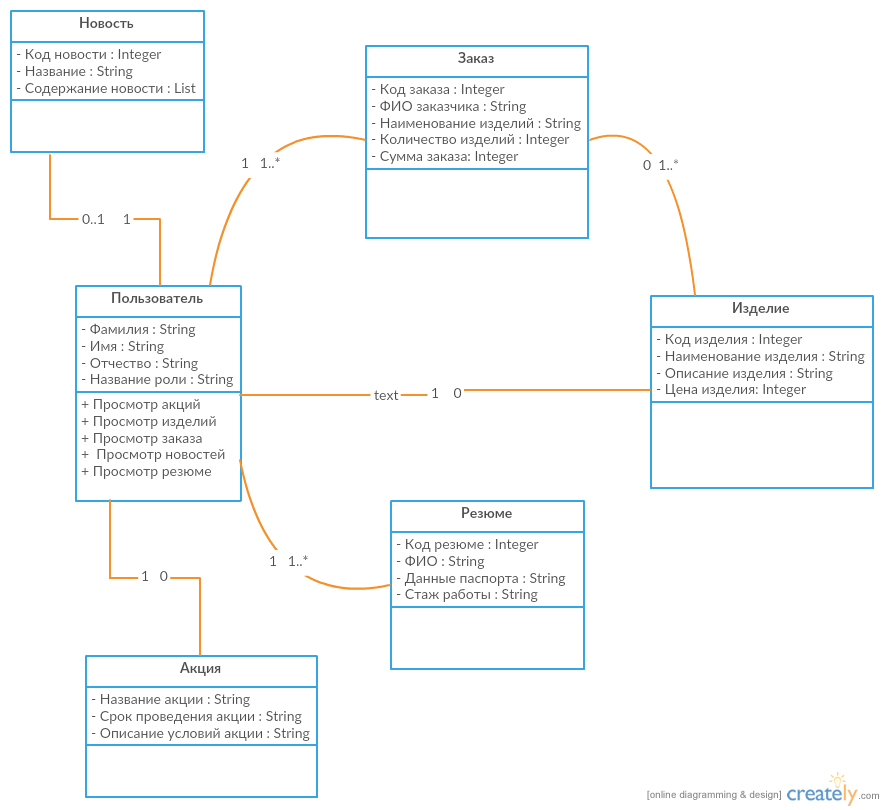 Новость
- Код новости : Integer
- Название : String
- Содержание новости : List
Заказ
- Код заказа : Integer
- ФИО заказчика : String
- Наименование изделий : String
- Количество изделий : Integer
- Сумма заказа: Integer
1 1..*
0 1..*
0..1 1
Пользователь
- Фамилия : String
- Имя : String
- Отчество : String
- Название роли : String
+ Просмотр акций
+ Просмотр изделий
+ Просмотр заказа
+ Просмотр новостей
+ Просмотр резюме
Изделие
- Код изделия : Integer
- Наименование изделия : String
- Описание изделия : String
- Цена изделия: Integer
text 1 0
Резюме
- Код резюме : Integer
- ФИО : String
- Данные паспорта : String
- Стаж работы : String
1 1..*
1 0
Акция
- Название акции : String
- Срок проведения акции : String
- Описание условий акции : String
[online diagramming & design] creately.com